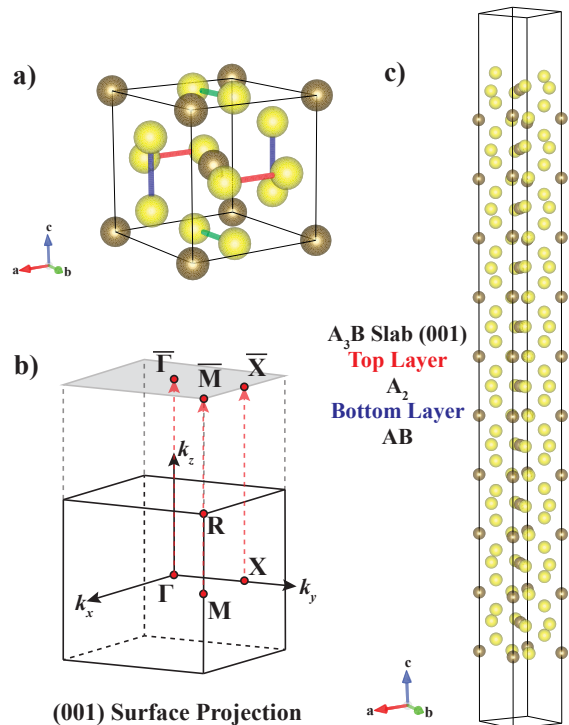 a)
c
a
b
b)
Γ̅
M̅
X̅
k_z
R
Γ
X
k_x
k_y
M
(001) Surface Projection
c)
A₃B Slab (001)
Top Layer
A₂
Bottom Layer
AB
c
a
b